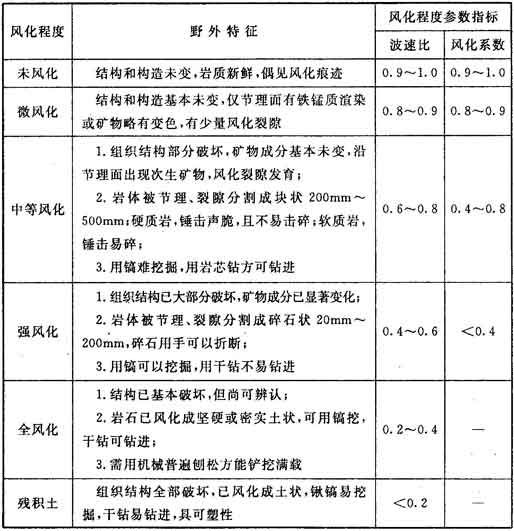 风化程度
野外特征
风化程度参数指标
波速比
风化系数
未风化
结构和构造未变,岩质新鲜,偶见风化痕迹
0.9～1.0
0.9～1.0
微风化
结构和构造基本未变,仅节理面有铁锰质渲染
或矿物略有变色,有少量风化裂隙
0.8～0.9
0.8～0.9
中等风化
1.组织结构部分破坏,矿物成分基本未变,沿
节理面出现次生矿物,风化裂隙发育;
2.岩体被节理、裂隙分割成块状200mm～
500mm;硬质岩,锤击声脆,且不易击碎;软质岩,
锤击易碎;
3.用镐难挖掘,用岩芯钻方可钻进
0.6～0.8
0.4～0.8
强风化
1.组织结构已大部分破坏,矿物成分已显著变化;
2.岩体被节理、裂隙分割成碎石状20mm～
200mm,碎石用手可以折断;
3.用镐可以挖掘,用干钻不易钻进
0.4～0.6
<0.4
全风化
1.结构已基本破坏,但尚可辨认;
2.岩石已风化成坚硬或密实土状,可用镐挖,
干钻可钻进;
3.需用机械普遍刨松方能铲挖满载
0.2～0.4
—
残积土
组织结构全部破坏,已风化成土状,锹镐易挖
掘,干钻易钻进,具可塑性
<0.2
—